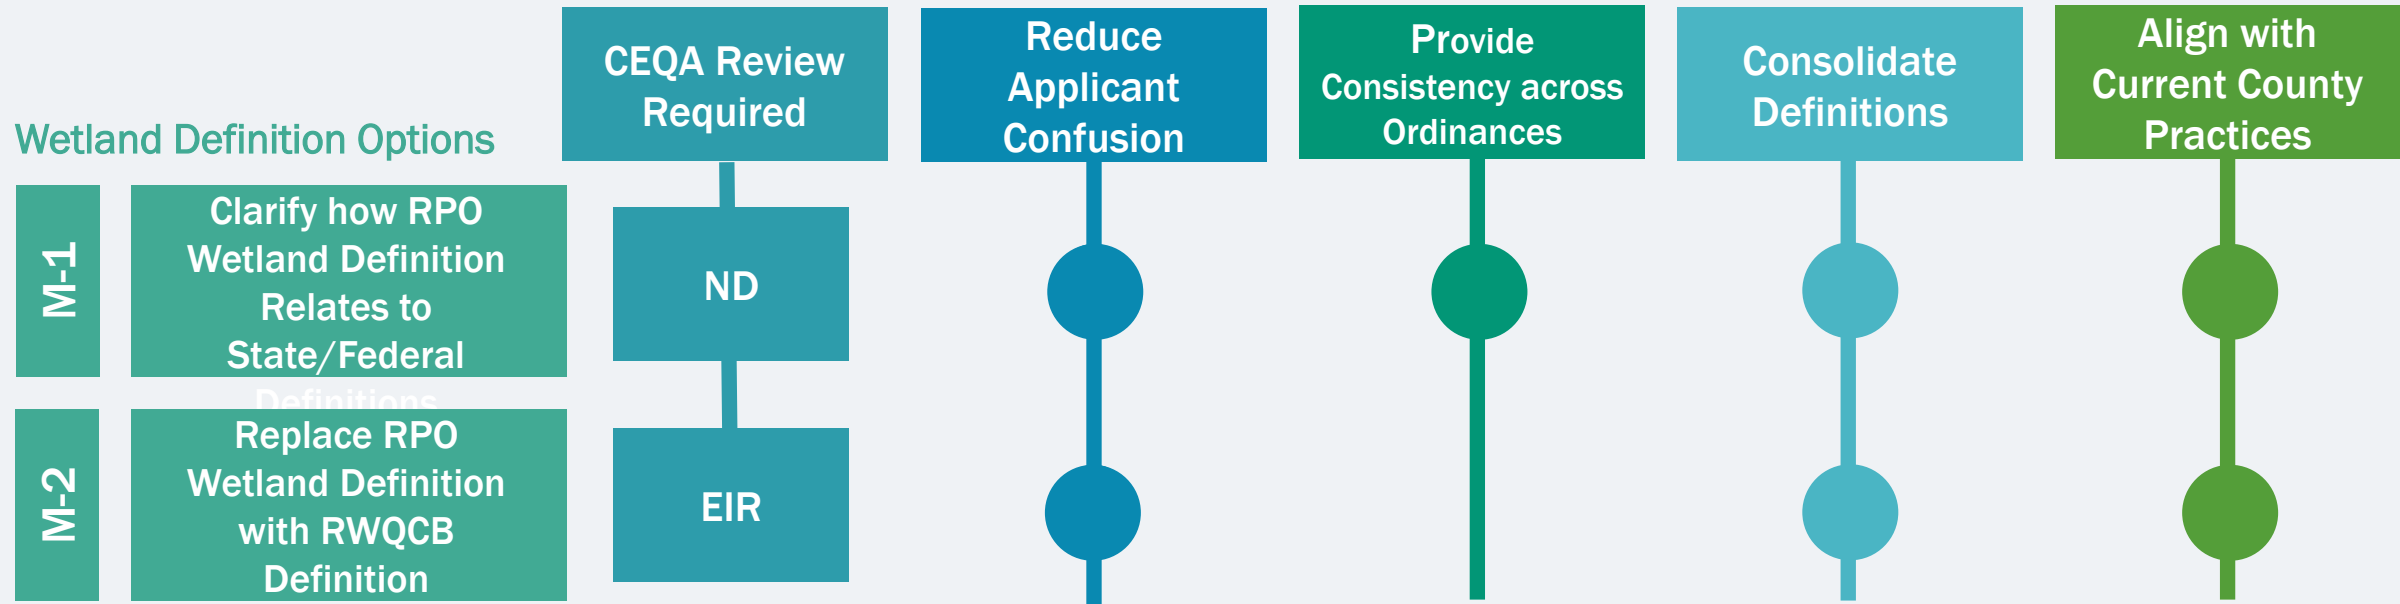 CEQA Review
Required
Reduce
Applicant
Confusion
Provide
Consistency across
Ordinances
Consolidate
Definitions
Align with
Current County
Practices
Wetland Definition Options
M-1
Clarify how RPO
Wetland Definition
Relates to
State/Federal
Definitions
ND
M-2
Replace RPO
Wetland Definition
with RWQCB
Definition
EIR